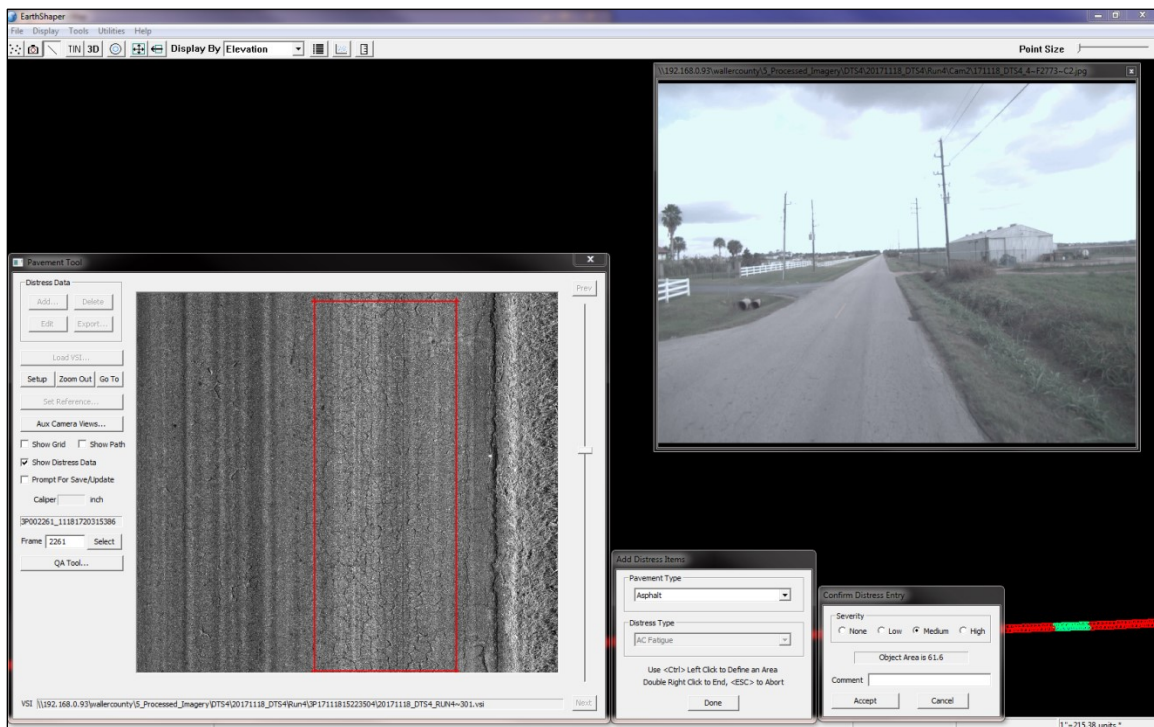 EarthShaper
File Display Tools Utilities Help
TIN 3D Display By Elevation Point Size
\\192.168.0.93\wallercounty\5_Processed_Imagery\DTS4\20171118_DTS4\Run4\Cam2\171118_DTS4_4~F2773~C2.jpg
Pavement Tool
Distress Data
Add... Delete
Edit Export...
Load VSI...
Setup Zoom Out Go To
Set Reference...
Aux Camera Views...
Show Grid Show Path
Show Distress Data
Prompt For Save/Update
Caliper inch
3P002261_11181720315386
Frame 2261 Select
QA Tool...
Prev
Next
VSI \\192.168.0.93\wallercounty\5_Processed_Imagery\DTS4\20171118_DTS4\Run4\3P17111815223504\20171118_DTS4_RUN4~301.vsi
Add Distress Items
Pavement Type
Asphalt
Distress Type
AC Fatigue
Use <Ctrl> Left Click to Define an Area
Double Right Click to End, <ESC> to Abort
Done
Confirm Distress Entry
Severity
None Low Medium High
Object Area is 61.6
Comment
Accept Cancel
1"=215.38 units *